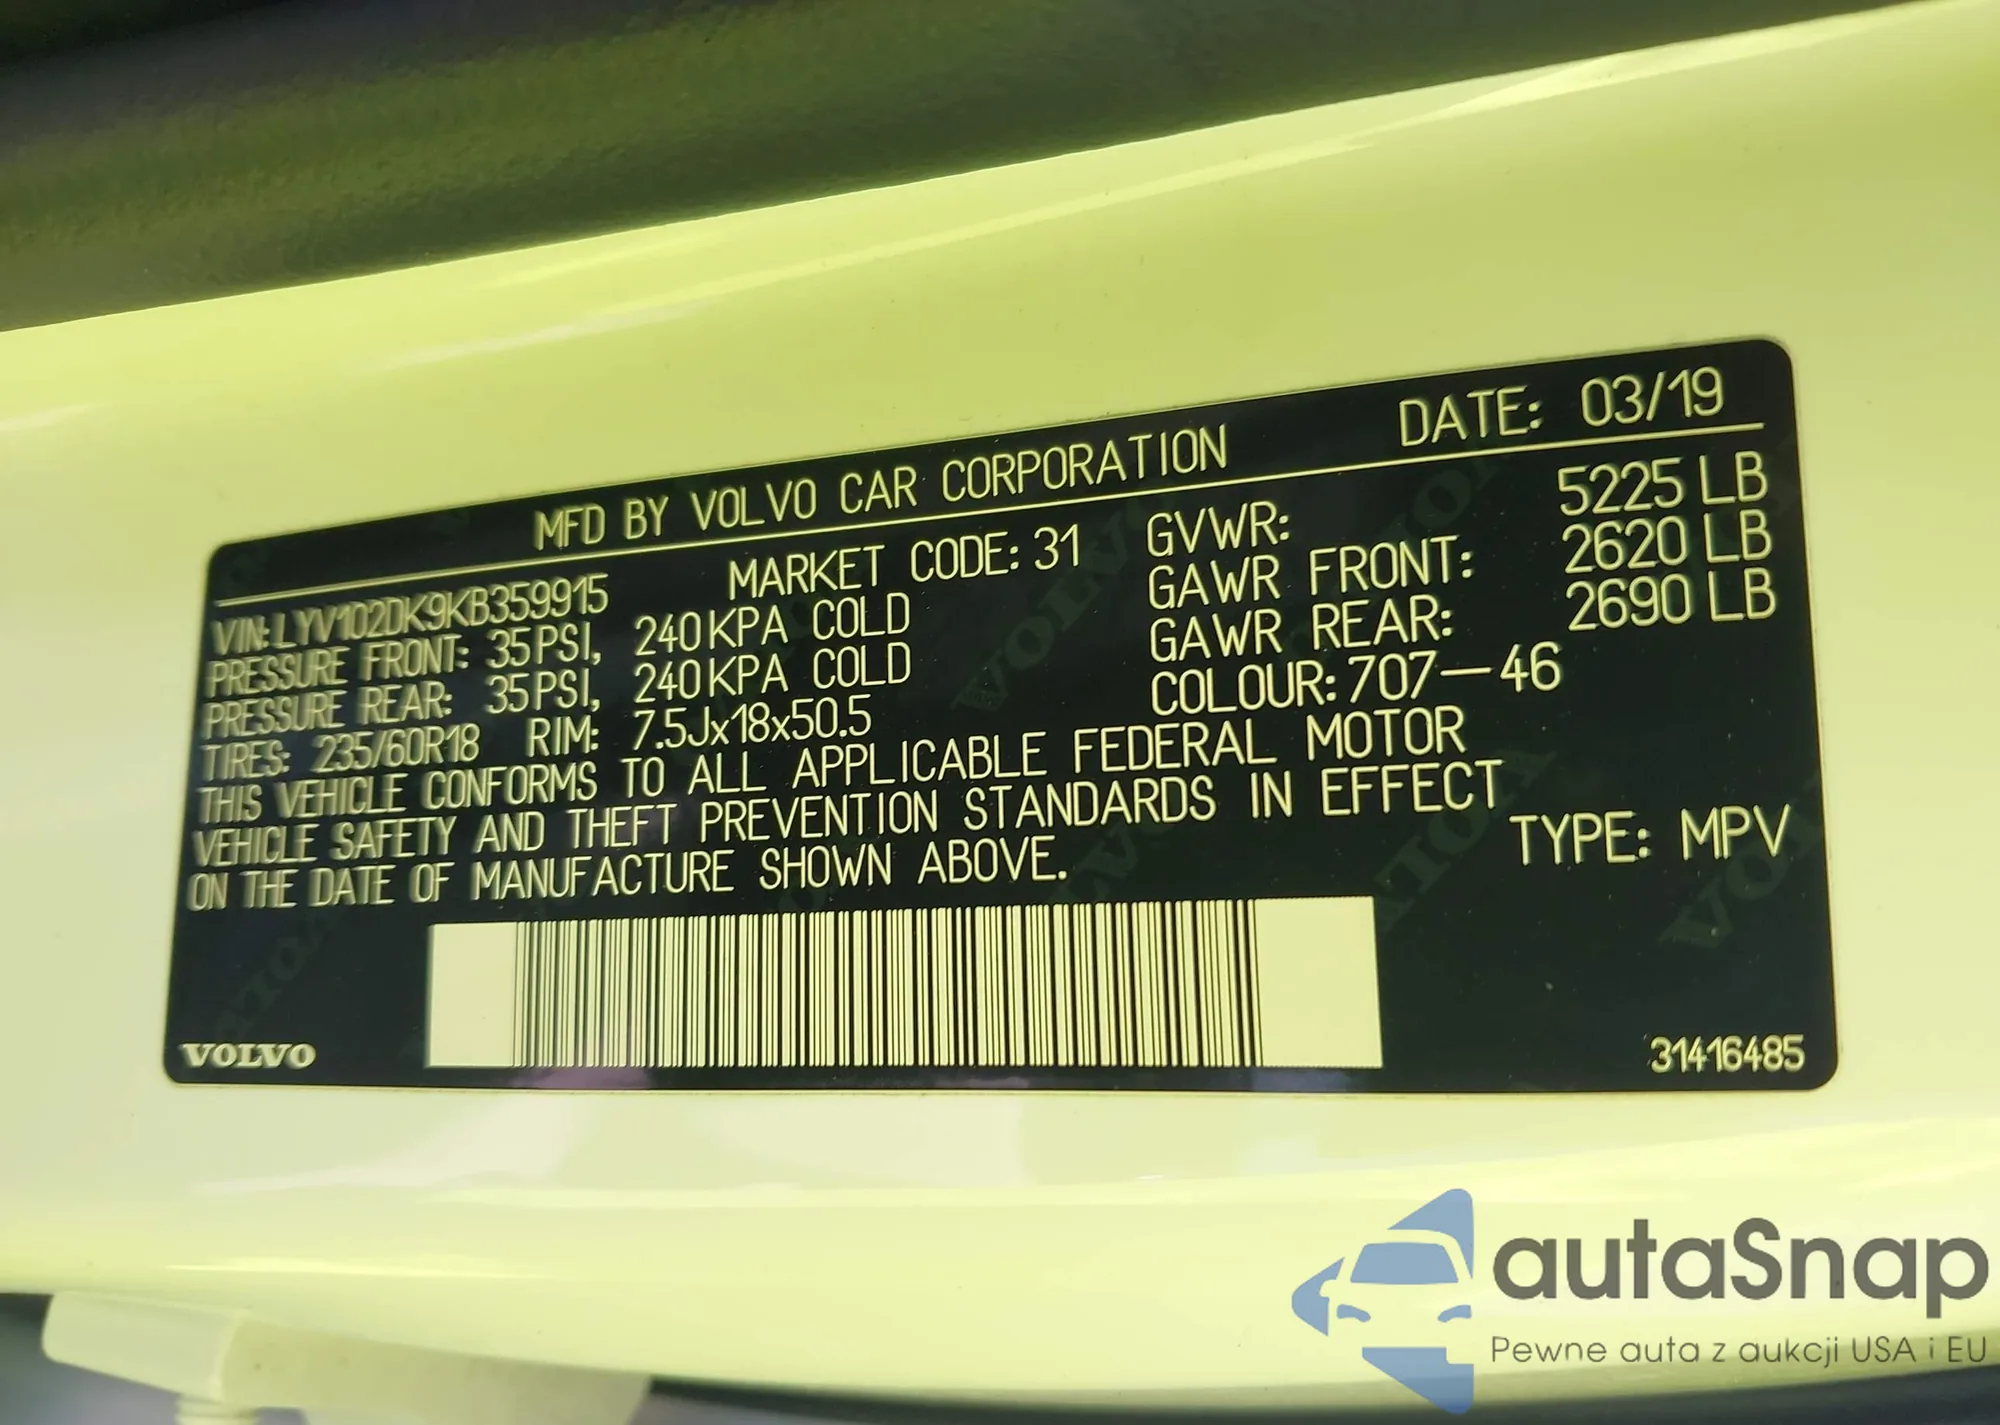 MFD BY VOLVO CAR CORPORATION DATE: 03/19
VIN: LYV102DK9KB359915 MARKET CODE: 31 GVWR: 5225 LB
PRESSURE FRONT: 35 PSI, 240 KPA COLD GAWR FRONT: 2620 LB
PRESSURE REAR: 35 PSI, 240 KPA COLD GAWR REAR: 2690 LB
TIRES: 235/60R18 RIM: 7.5Jx18x50.5 COLOUR: 707-46
THIS VEHICLE CONFORMS TO ALL APPLICABLE FEDERAL MOTOR
VEHICLE SAFETY AND THEFT PREVENTION STANDARDS IN EFFECT
ON THE DATE OF MANUFACTURE SHOWN ABOVE. TYPE: MPV
VOLVO 31416485
autaSnap
Pewne auta z aukcji USA i EU